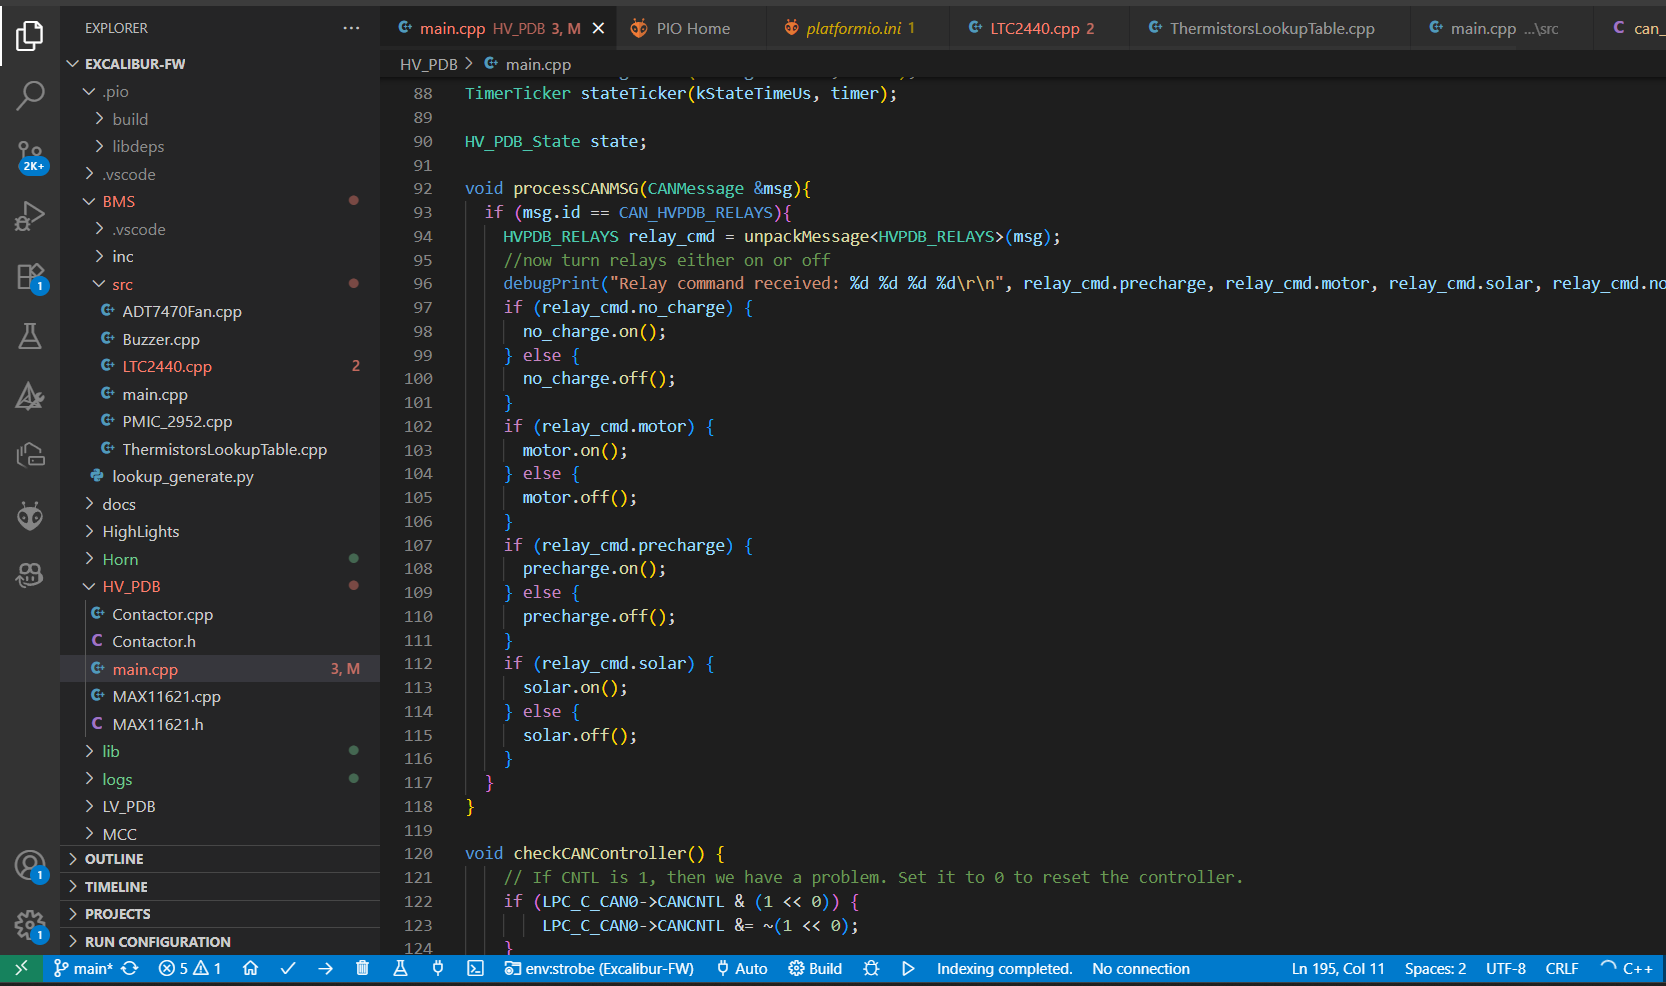 EXPLORER
main.cpp HV_PDB 3, M
PIO Home
platformio.ini 1
LTC2440.cpp 2
ThermistorsLookupTable.cpp
main.cpp ...\src
C can_
EXCALIBUR-FW
.pio
build
libdeps
.vscode
BMS
.vscode
inc
src
ADT7470Fan.cpp
Buzzer.cpp
LTC2440.cpp 2
main.cpp
PMIC_2952.cpp
ThermistorsLookupTable.cpp
lookup_generate.py
docs
HighLights
Horn
HV_PDB
Contactor.cpp
C Contactor.h
main.cpp 3, M
MAX11621.cpp
C MAX11621.h
lib
logs
LV_PDB
MCC
OUTLINE
TIMELINE
PROJECTS
RUN CONFIGURATION
2K+
1
1
1
HV_PDB > main.cpp
88 TimerTicker stateTicker(kStateTimeUs, timer);
89
90 HV_PDB_State state;
91
92 void processCANMSG(CANMessage &msg){
93 if (msg.id == CAN_HVPDB_RELAYS){
94 HVPDB_RELAYS relay_cmd = unpackMessage<HVPDB_RELAYS>(msg);
95 //now turn relays either on or off
96 debugPrint("Relay command received: %d %d %d %d\r\n", relay_cmd.precharge, relay_cmd.motor, relay_cmd.solar, relay_cmd.no
97 if (relay_cmd.no_charge) {
98 no_charge.on();
99 } else {
100 no_charge.off();
101 }
102 if (relay_cmd.motor) {
103 motor.on();
104 } else {
105 motor.off();
106 }
107 if (relay_cmd.precharge) {
108 precharge.on();
109 } else {
110 precharge.off();
111 }
112 if (relay_cmd.solar) {
113 solar.on();
114 } else {
115 solar.off();
116 }
117 }
118 }
119
120 void checkCANController() {
121 // If CNTL is 1, then we have a problem. Set it to 0 to reset the controller.
122 if (LPC_C_CAN0->CANCNTL & (1 << 0)) {
123 LPC_C_CAN0->CANCNTL &= ~(1 << 0);
124 }
main* 5 1 env:strobe (Excalibur-FW) Auto Build Indexing completed. No connection Ln 195, Col 11 Spaces: 2 UTF-8 CRLF C++